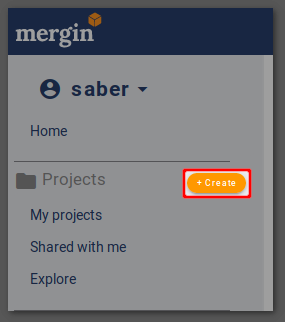 mergin
saber
Home
Projects
+ Create
My projects
Shared with me
Explore